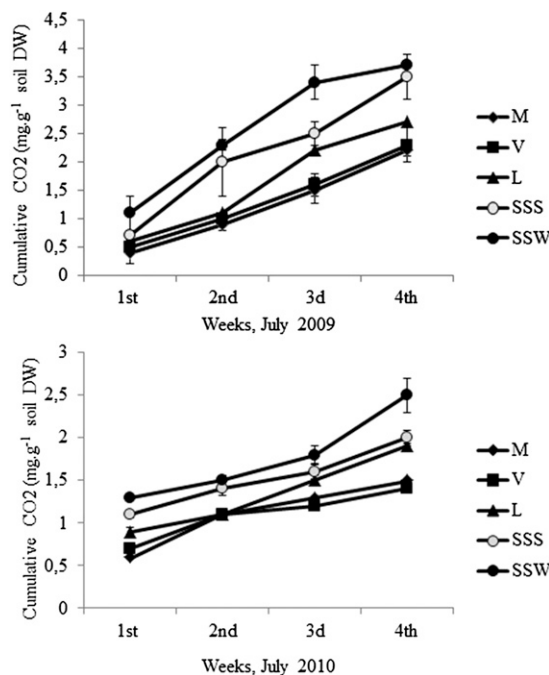 Cumulative CO2 (mg.g-1 soil DW)
4,5
4
3,5
3
2,5
2
1,5
1
0,5
0
1st 2nd 3d 4th
Weeks, July 2009
M
V
L
SSS
SSW
Cumulative CO2 (mg.g-1 soil DW)
3
2,5
2
1,5
1
0,5
0
1st 2nd 3d 4th
Weeks, July 2010
M
V
L
SSS
SSW